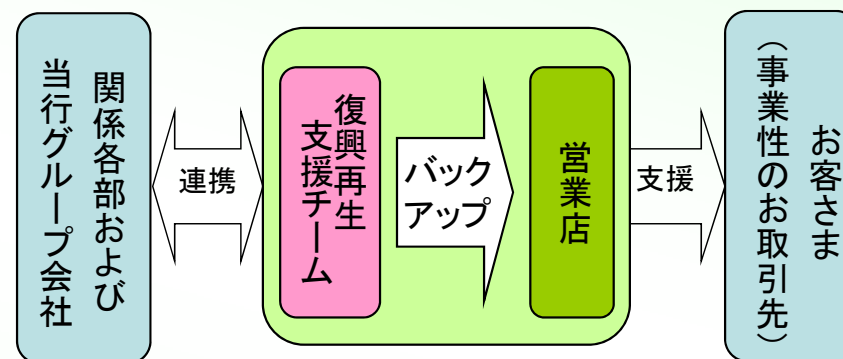 関係各部および
当行グループ会社
連携
復興再生
支援チーム
バック
アップ
営業店
支援
お客さま
（事業性のお取引先）